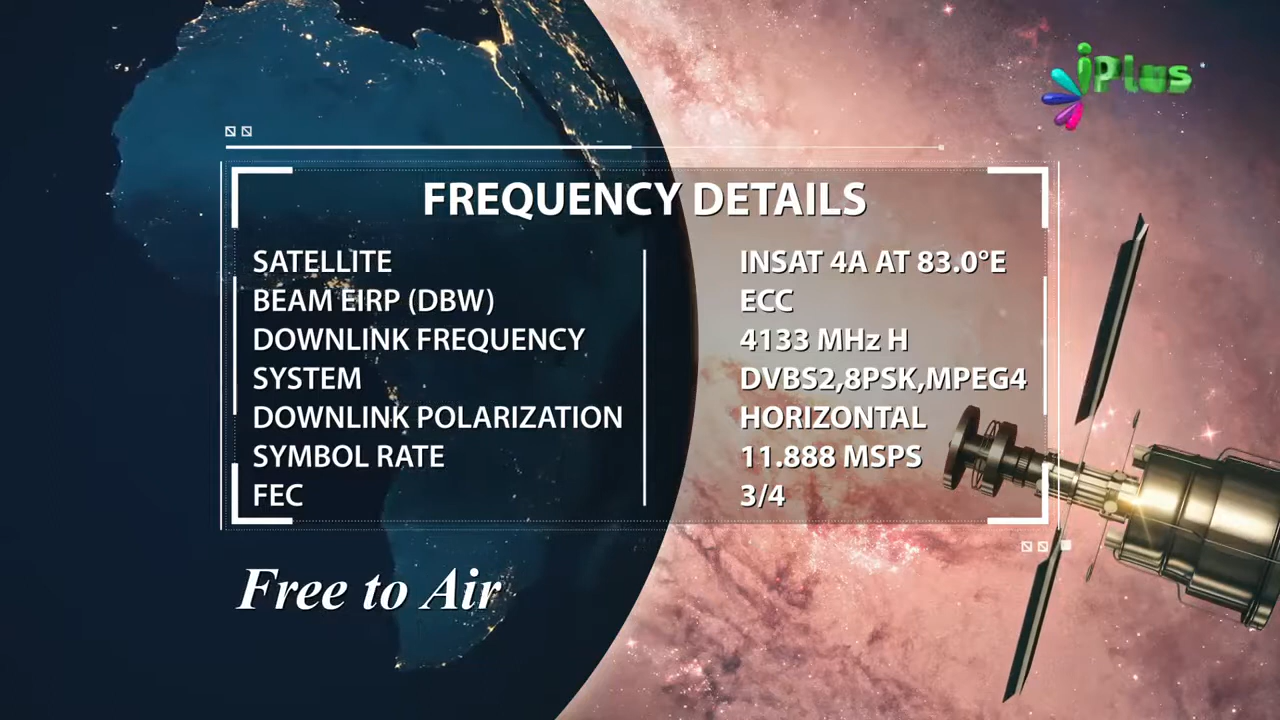 iPlus
FREQUENCY DETAILS
SATELLITE INSAT 4A AT 83.0°E
BEAM EIRP (DBW) ECC
DOWNLINK FREQUENCY 4133 MHz H
SYSTEM DVBS2,8PSK,MPEG4
DOWNLINK POLARIZATION HORIZONTAL
SYMBOL RATE 11.888 MSPS
FEC 3/4
Free to Air